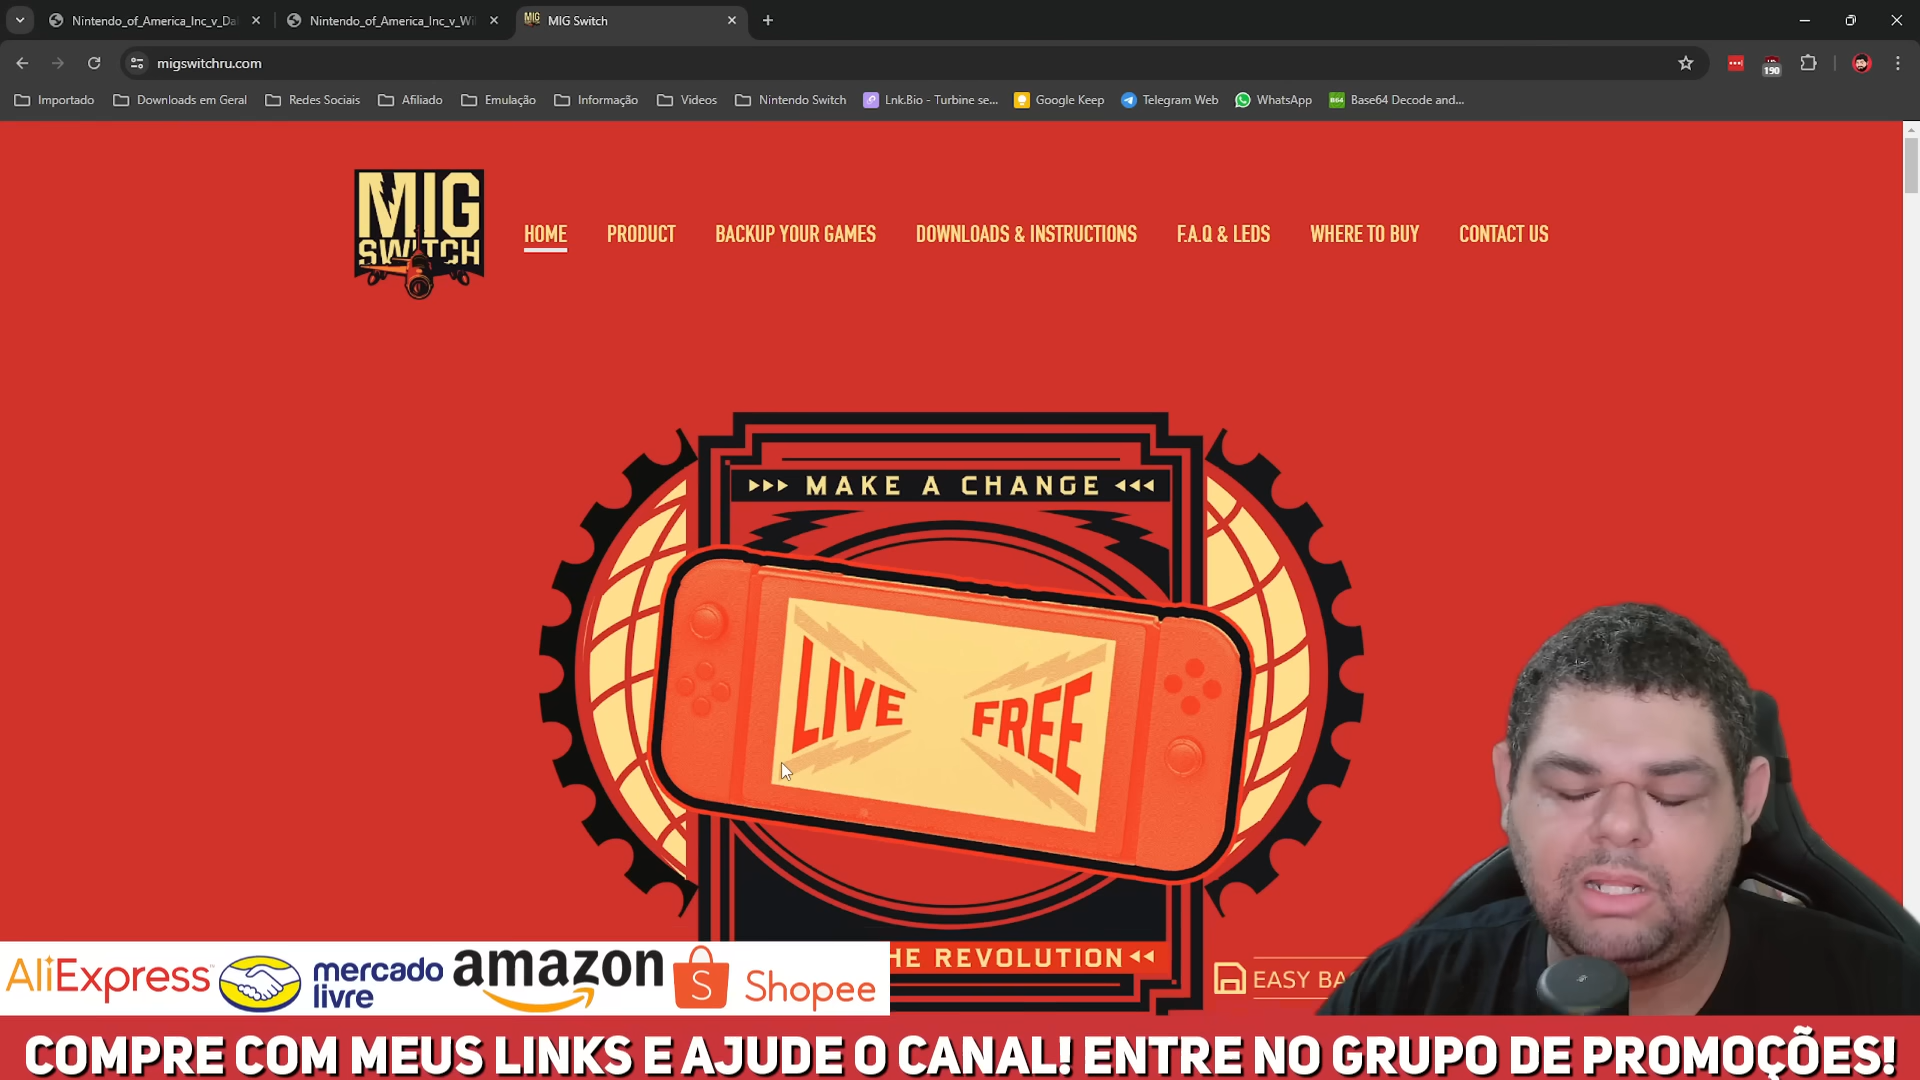 Nintendo_of_America_Inc_v_Da
Nintendo_of_America_Inc_v_Wi
MIG Switch
migswitchru.com
190
Importado
Downloads em Geral
Redes Sociais
Afiliado
Emulação
Informação
Videos
Nintendo Switch
Lnk.Bio - Turbine se...
Google Keep
Telegram Web
WhatsApp
B64
Base64 Decode and...
MIG
SWITCH
HOME
PRODUCT
BACKUP YOUR GAMES
DOWNLOADS & INSTRUCTIONS
F.A.Q & LEDS
WHERE TO BUY
CONTACT US
MAKE A CHANGE
LIVE FREE
HE REVOLUTION
EASY BA
AliExpress
mercado
livre
amazon
S Shopee
COMPRE COM MEUS LINKS E AJUDE O CANAL! ENTRE NO GRUPO DE PROMOÇÕES!